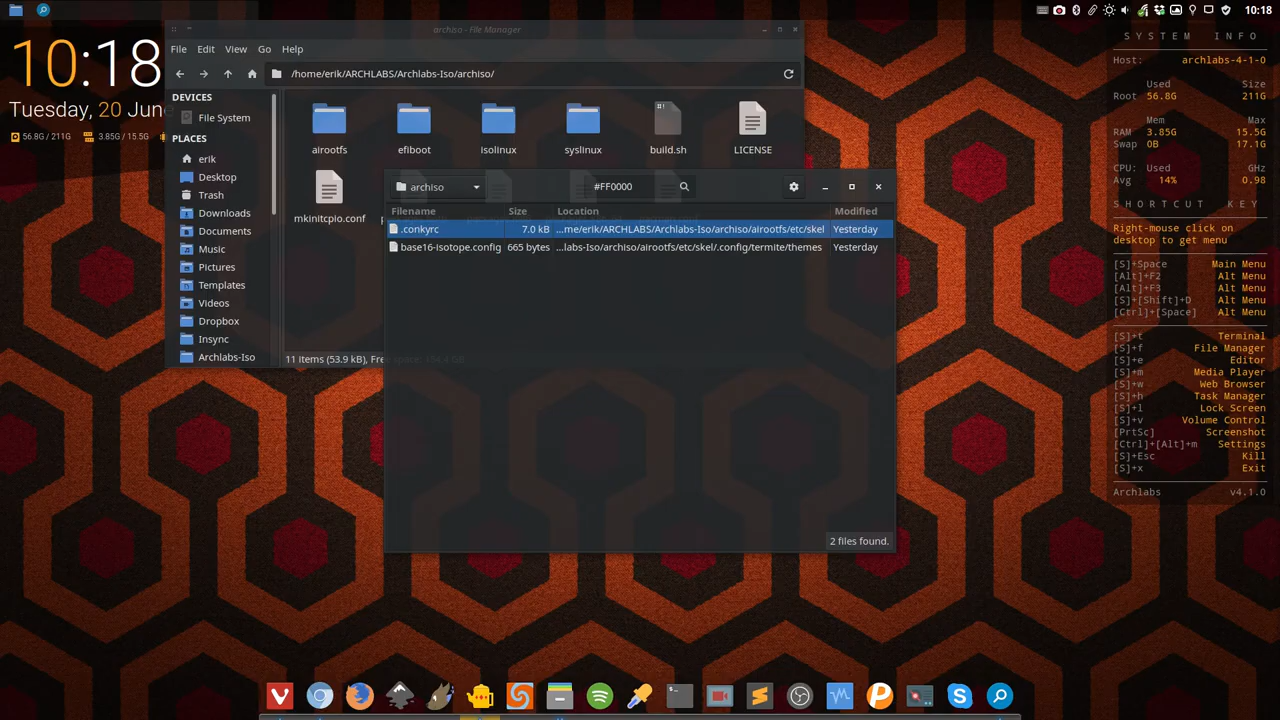 10:18
10:18
Tuesday, 20 June
56.8G / 211G 3.85G / 15.5G
archiso - File Manager
File Edit View Go Help
/home/erik/ARCHLABS/Archlabs-Iso/archiso/
DEVICES
File System
PLACES
erik
Desktop
Trash
Downloads
Documents
Music
Pictures
Templates
Videos
Dropbox
Insync
Archlabs-Iso
airootfs efiboot isolinux syslinux build.sh LICENSE
mkinitcpio.conf
11 items (53.9 kB), Free space:
archiso #FF0000
Filename Size Location Modified
.conkyrc 7.0 kB ...me/erik/ARCHLABS/Archlabs-Iso/archiso/airootfs/etc/skel Yesterday
base16-isotope.config 665 bytes ...labs-Iso/archiso/airootfs/etc/skel/.config/termite/themes Yesterday
2 files found.
SYSTEM INFO
Host: archlabs-4-1-0
Used Size
Root 56.8G 211G
Mem Max
RAM 3.85G 15.5G
Swap 0B 17.1G
CPU: Used GHz
Avg 14% 0.98
SHORTCUT KEY
Right-mouse click on
desktop to get menu
[S]+Space Main Menu
[Alt]+F2 Alt Menu
[Alt]+F3 Alt Menu
[S]+[Shift]+D Alt Menu
[Ctrl]+[Space] Alt Menu
[S]+t Terminal
[S]+f File Manager
[S]+e Editor
[S]+m Media Player
[S]+w Web Browser
[S]+h Task Manager
[S]+l Lock Screen
[S]+v Volume Control
[PrtSc] Screenshot
[Ctrl]+[Alt]+m Settings
[S]+Esc Kill
[S]+x Exit
Archlabs v4.1.0